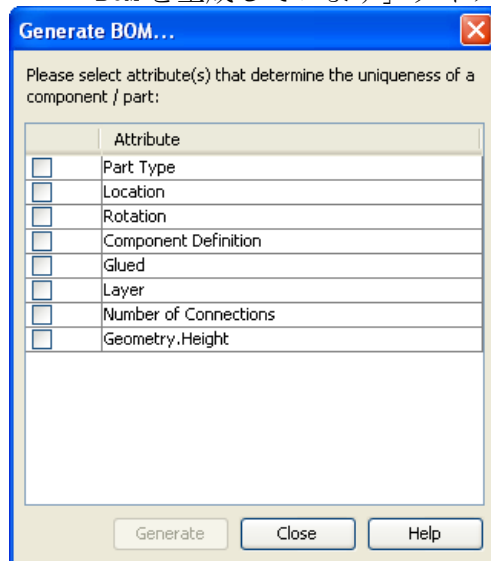 Generate BOM...
Please select attribute(s) that determine the uniqueness of a
component / part:
Attribute
Part Type
Location
Rotation
Component Definition
Glued
Layer
Number of Connections
Geometry.Height
Generate Close Help